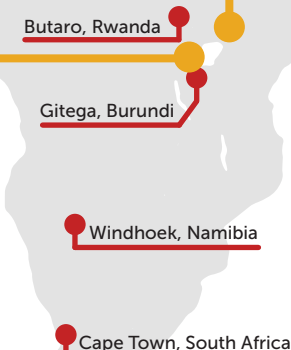 Butaro, Rwanda
Gitega, Burundi
Windhoek, Namibia
Cape Town, South Africa